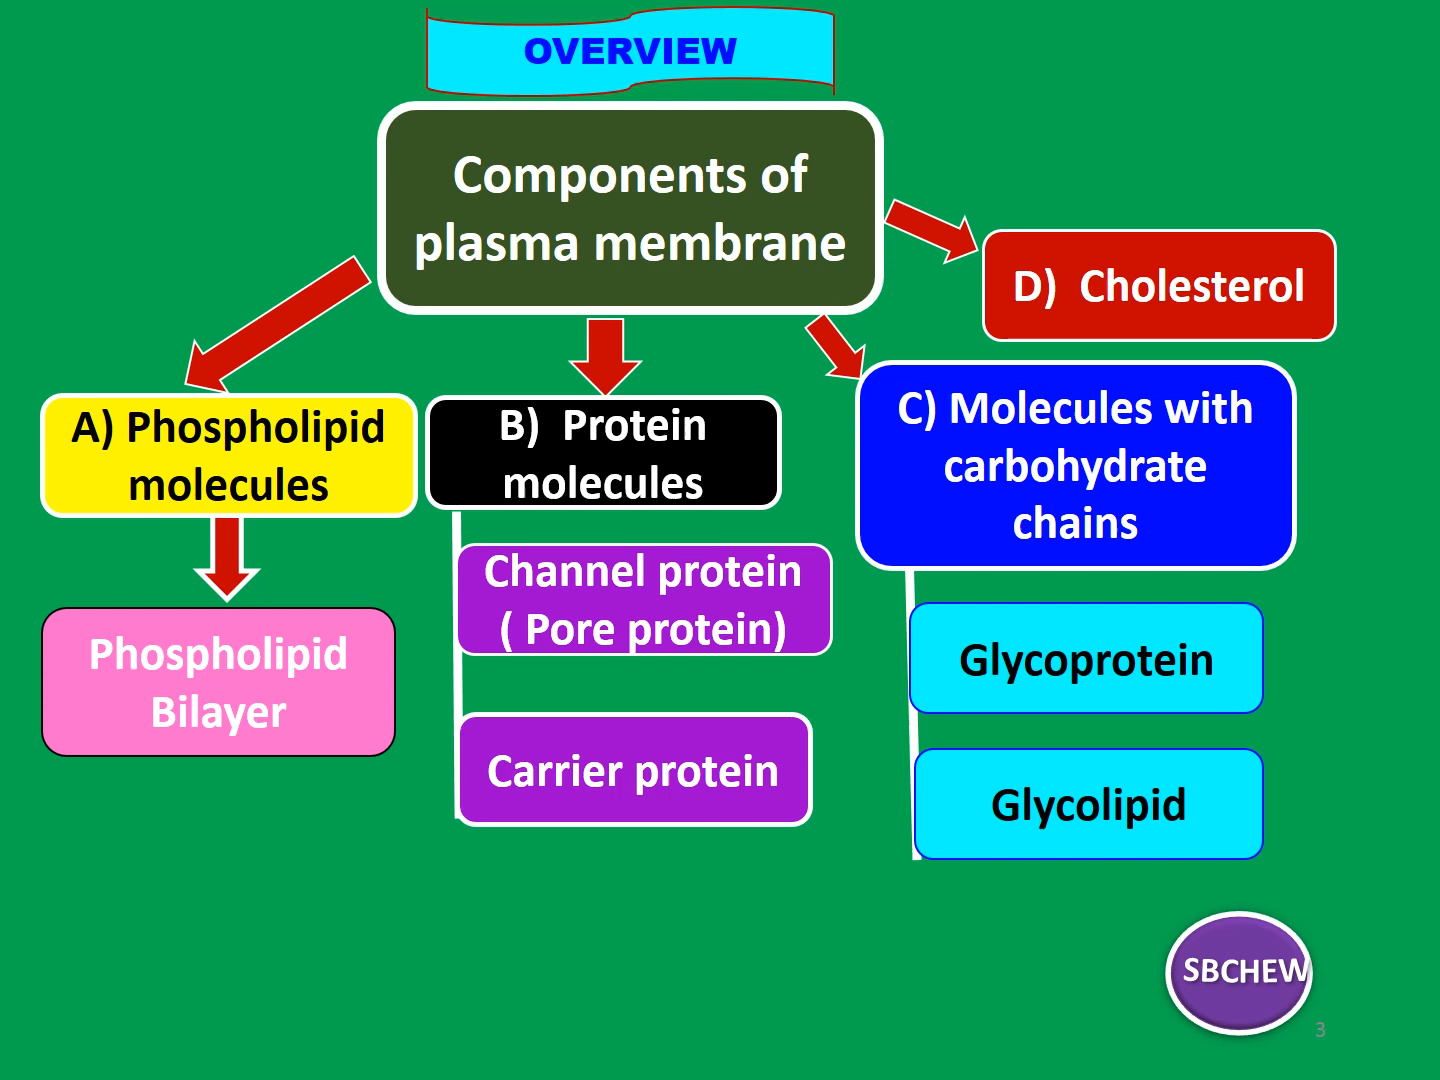 OVERVIEW
Components of
plasma membrane
D) Cholesterol
A) Phospholipid
molecules
B) Protein
molecules
C) Molecules with
carbohydrate
chains
Channel protein
( Pore protein)
Phospholipid
Bilayer
Glycoprotein
Carrier protein
Glycolipid
SBCHEW
3